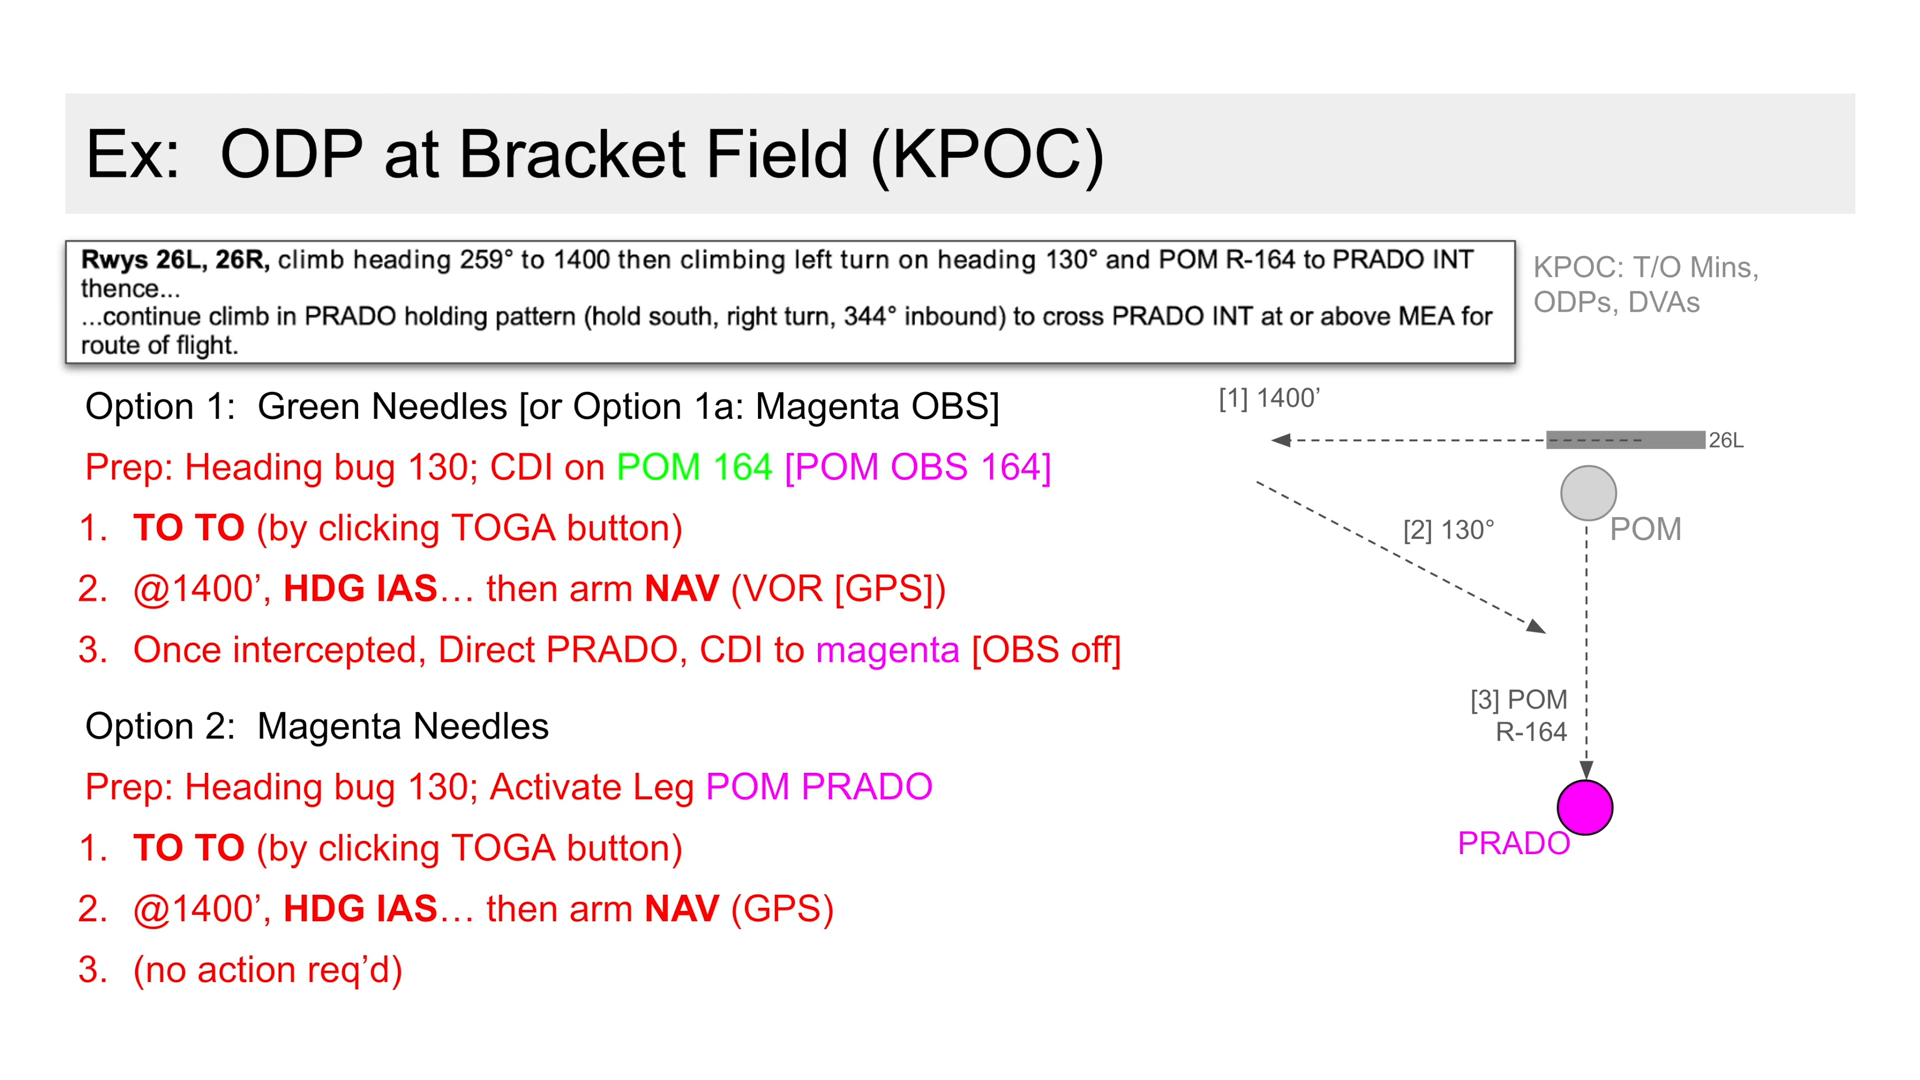 Ex: ODP at Bracket Field (KPOC)
Rwys 26L, 26R, climb heading 259° to 1400 then climbing left turn on heading 130° and POM R-164 to PRADO INT
thence...
...continue climb in PRADO holding pattern (hold south, right turn, 344° inbound) to cross PRADO INT at or above MEA for
route of flight.
KPOC: T/O Mins,
ODPs, DVAs
Option 1: Green Needles [or Option 1a: Magenta OBS]
Prep: Heading bug 130; CDI on POM 164 [POM OBS 164]
1. TO TO (by clicking TOGA button)
2. @1400’, HDG IAS… then arm NAV (VOR [GPS])
3. Once intercepted, Direct PRADO, CDI to magenta [OBS off]
Option 2: Magenta Needles
Prep: Heading bug 130; Activate Leg POM PRADO
1. TO TO (by clicking TOGA button)
2. @1400’, HDG IAS… then arm NAV (GPS)
3. (no action req’d)
[1] 1400’
26L
POM
[2] 130°
[3] POM
R-164
PRADO